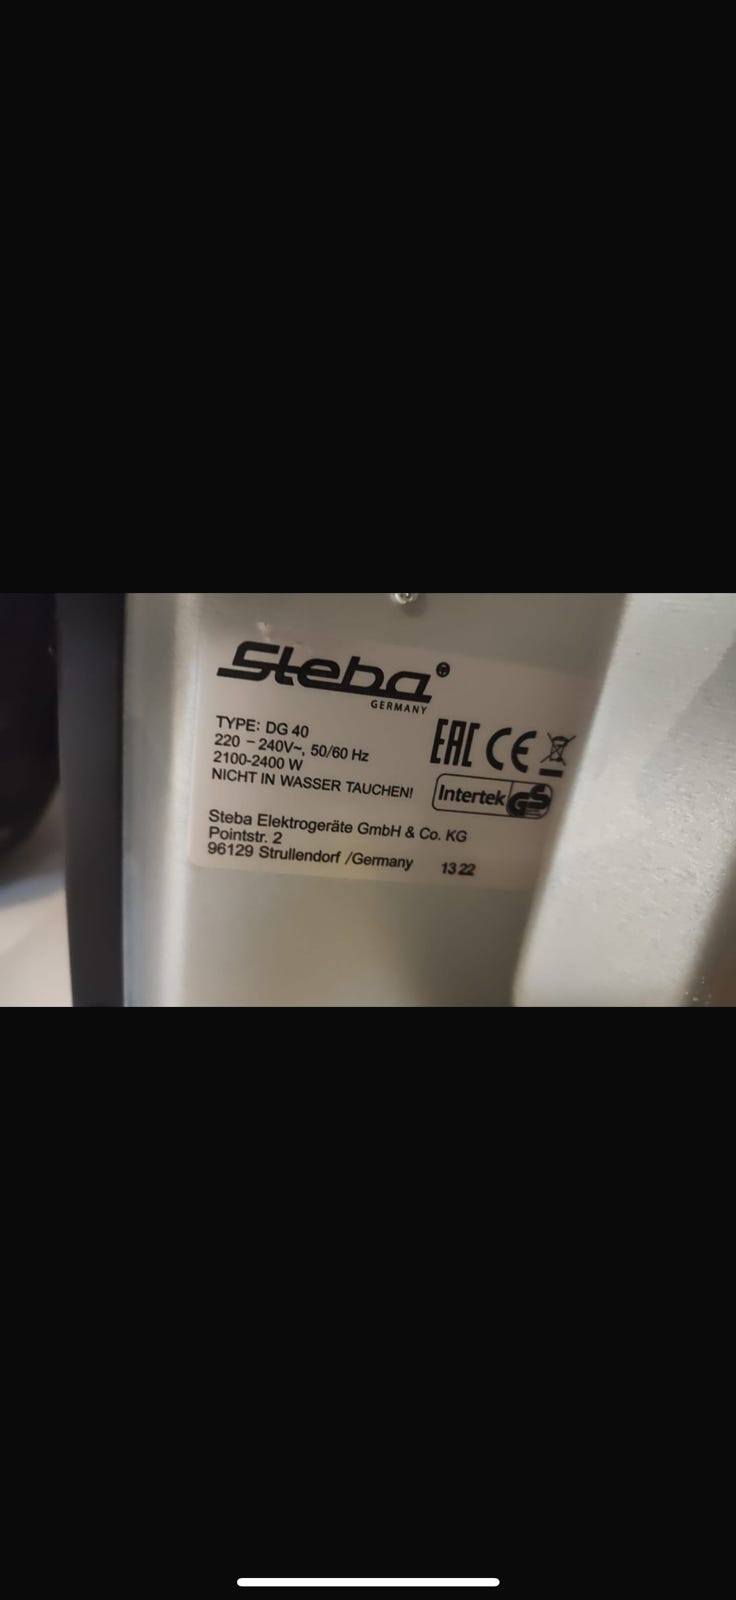 Steba®
GERMANY
TYPE: DG 40
220 – 240V~, 50/60 Hz
2100-2400 W
NICHT IN WASSER TAUCHEN!
EAC CE
Intertek GS
Steba Elektrogeräte GmbH & Co. KG
Pointstr. 2
96129 Strullendorf /Germany 13 22